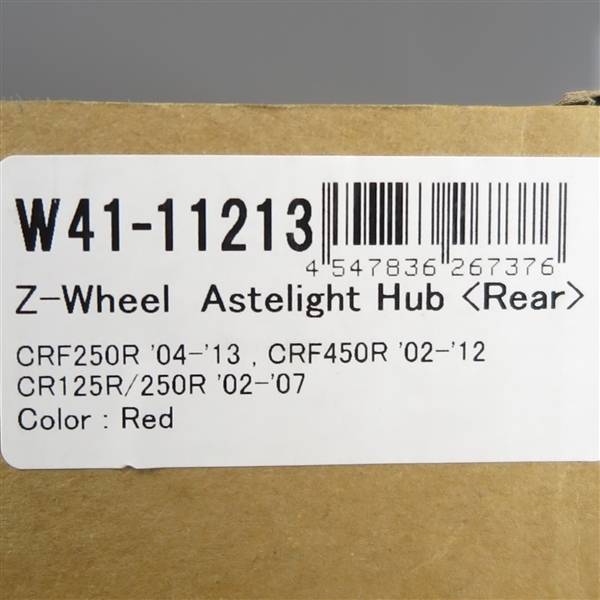 W41-11213
4 547836 267376
Z-Wheel Astelight Hub <Rear>
CRF250R '04-'13 , CRF450R '02-'12
CR125R/250R '02-'07
Color : Red